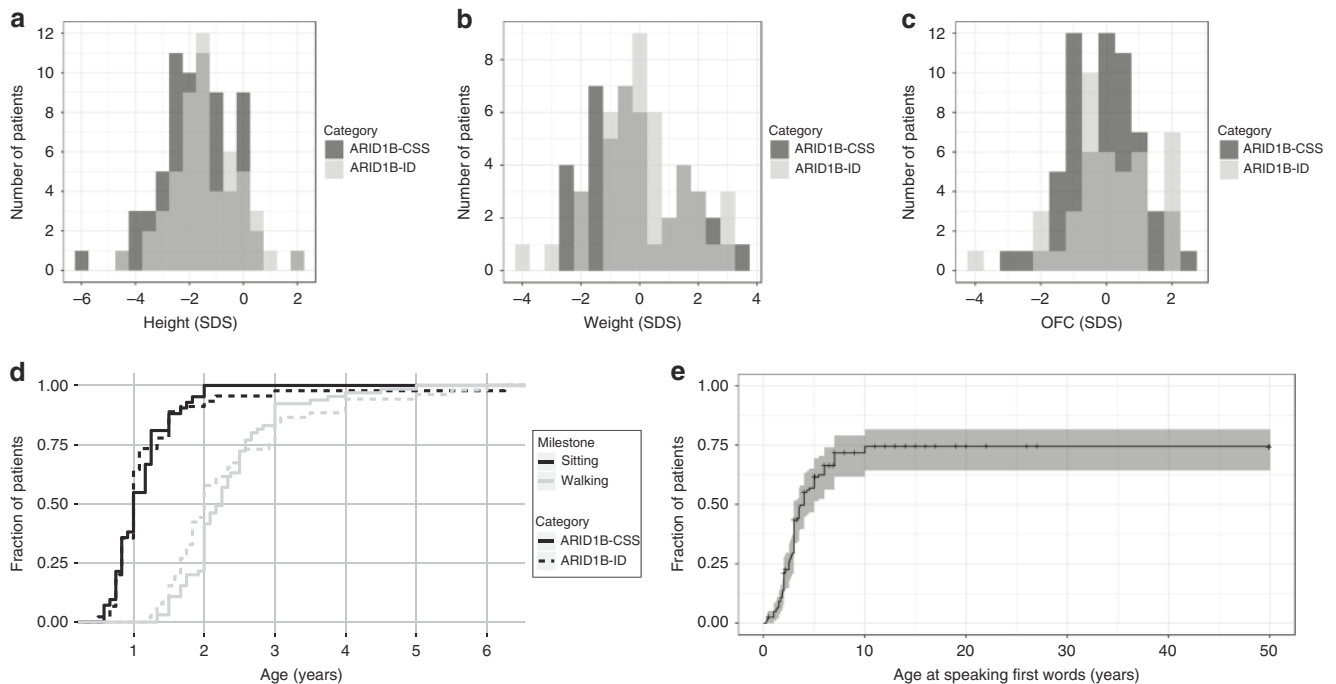 a
12
10
8
6
4
2
0
Number of patients
–6 –4 –2 0 2
Height (SDS)
Category
ARID1B-CSS
ARID1B-ID
b
8
6
4
2
0
Number of patients
–4 –2 0 2 4
Weight (SDS)
Category
ARID1B-CSS
ARID1B-ID
c
12
10
8
6
4
2
0
Number of patients
–4 –2 0 2
OFC (SDS)
Category
ARID1B-CSS
ARID1B-ID
d
1.00
0.75
0.50
0.25
0.00
Fraction of patients
1 2 3 4 5 6
Age (years)
Milestone
Sitting
Walking
Category
ARID1B-CSS
ARID1B-ID
e
1.00
0.75
0.50
0.25
0.00
Fraction of patients
0 10 20 30 40 50
Age at speaking first words (years)